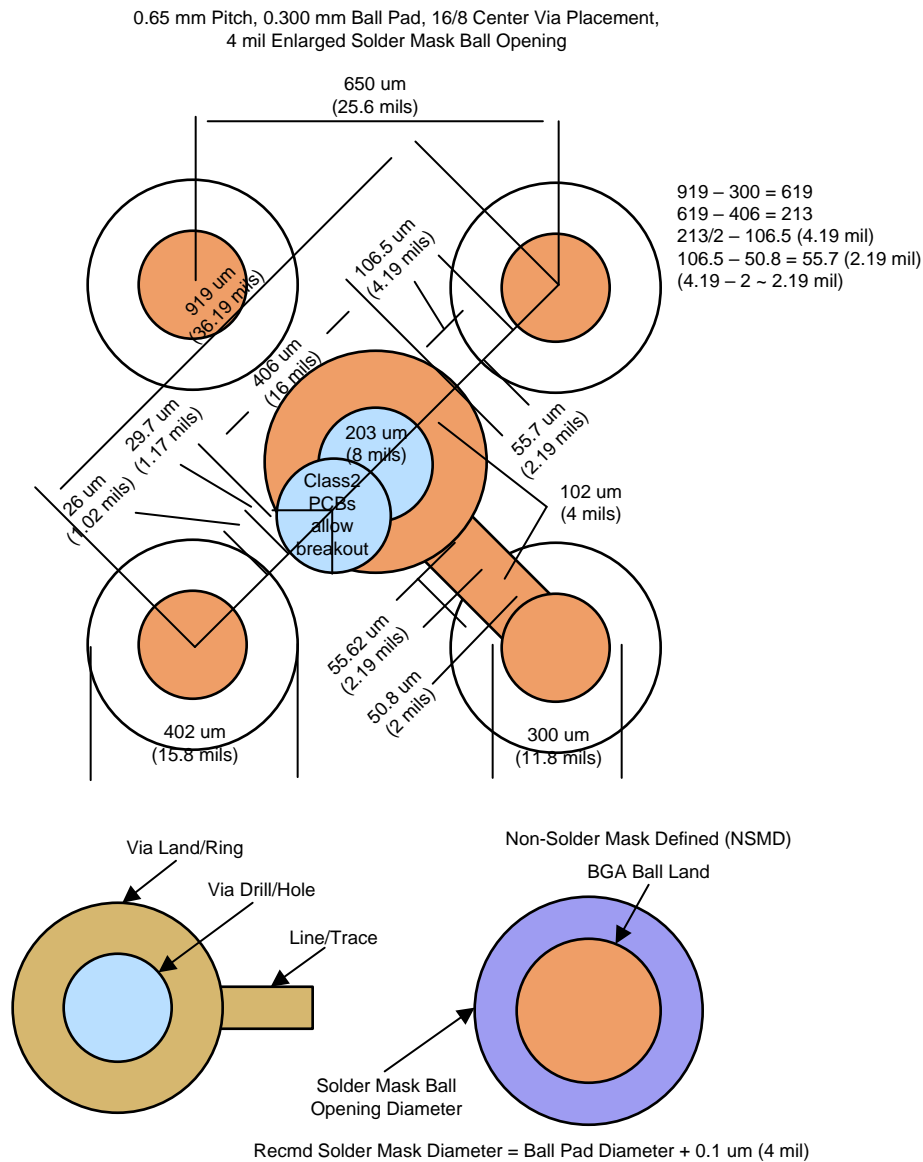 0.65 mm Pitch, 0.300 mm Ball Pad, 16/8 Center Via Placement,
4 mil Enlarged Solder Mask Ball Opening
650 um
(25.6 mils)
919 – 300 = 619
619 – 406 = 213
213/2 – 106.5 (4.19 mil)
106.5 – 50.8 = 55.7 (2.19 mil)
(4.19 – 2 ~ 2.19 mil)
106.5 um
(4.19 mils)
919 um
(36.19 mils)
406 um
(16 mils)
29.7 um
(1.17 mils)
26 um
(1.02 mils)
203 um
(8 mils)
Class2
PCBs
allow
breakout
55.7 um
(2.19 mils)
102 um
(4 mils)
55.62 um
(2.19 mils)
50.8 um
(2 mils)
402 um
(15.8 mils)
300 um
(11.8 mils)
Via Land/Ring
Via Drill/Hole
Line/Trace
Non-Solder Mask Defined (NSMD)
BGA Ball Land
Solder Mask Ball
Opening Diameter
Recmd Solder Mask Diameter = Ball Pad Diameter + 0.1 um (4 mil)